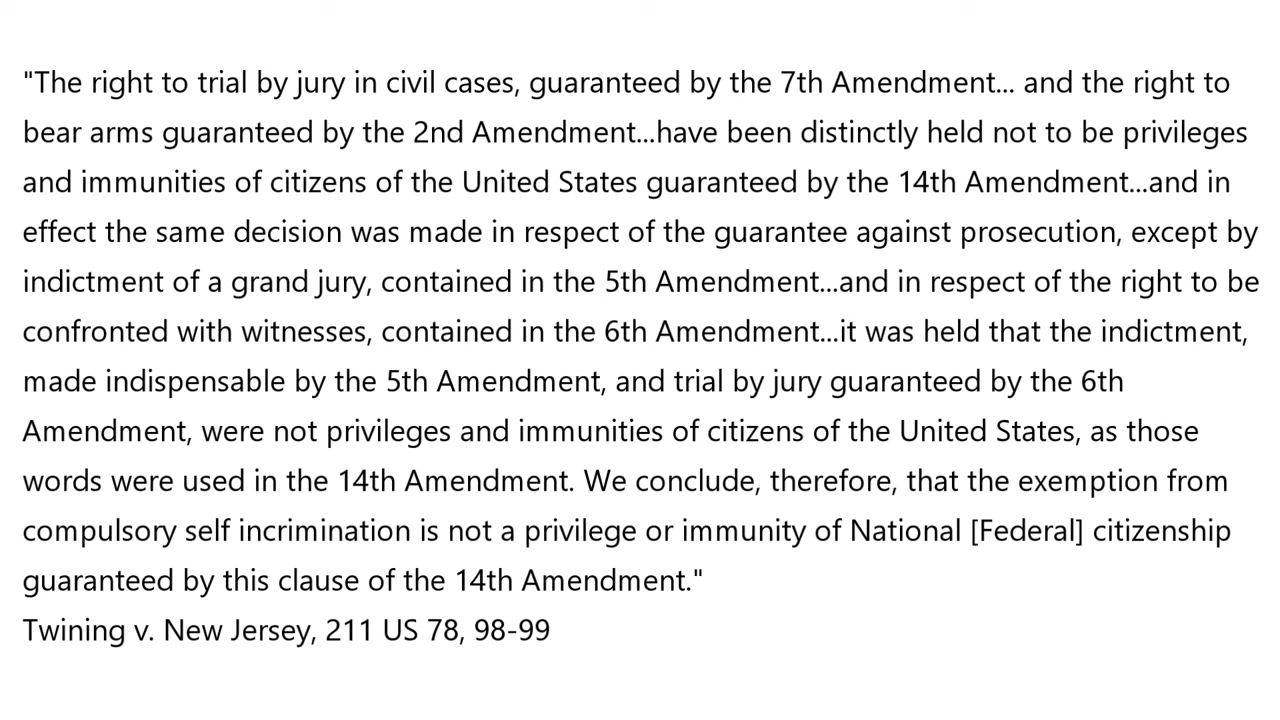 "The right to trial by jury in civil cases, guaranteed by the 7th Amendment... and the right to
bear arms guaranteed by the 2nd Amendment...have been distinctly held not to be privileges
and immunities of citizens of the United States guaranteed by the 14th Amendment...and in
effect the same decision was made in respect of the guarantee against prosecution, except by
indictment of a grand jury, contained in the 5th Amendment...and in respect of the right to be
confronted with witnesses, contained in the 6th Amendment...it was held that the indictment,
made indispensable by the 5th Amendment, and trial by jury guaranteed by the 6th
Amendment, were not privileges and immunities of citizens of the United States, as those
words were used in the 14th Amendment. We conclude, therefore, that the exemption from
compulsory self incrimination is not a privilege or immunity of National [Federal] citizenship
guaranteed by this clause of the 14th Amendment."
Twining v. New Jersey, 211 US 78, 98-99